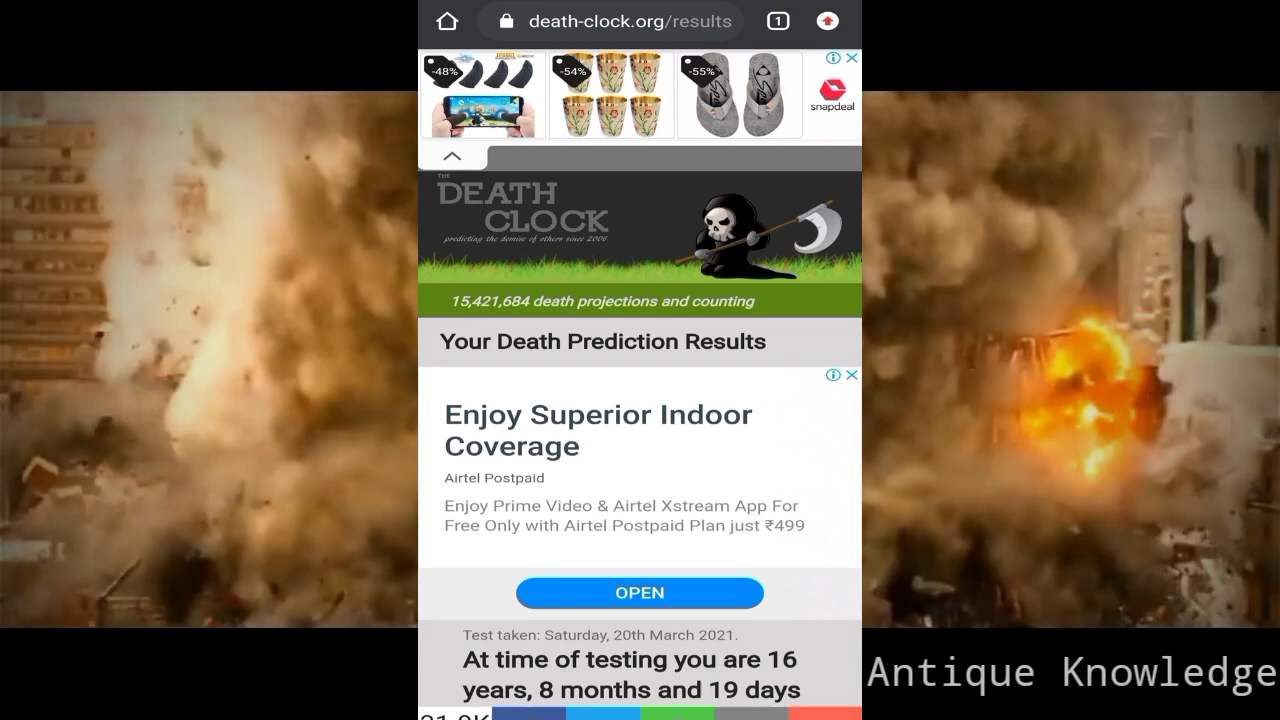 death-clock.org/results
1
-48%
-54%
-55%
snapdeal
THE
DEATH
CLOCK
predicting the demise of others since 2006
15,421,684 death projections and counting
Your Death Prediction Results
Enjoy Superior Indoor
Coverage
Airtel Postpaid
Enjoy Prime Video & Airtel Xstream App For
Free Only with Airtel Postpaid Plan just ₹499
OPEN
Test taken: Saturday, 20th March 2021.
At time of testing you are 16
years, 8 months and 19 days
Antique Knowledge